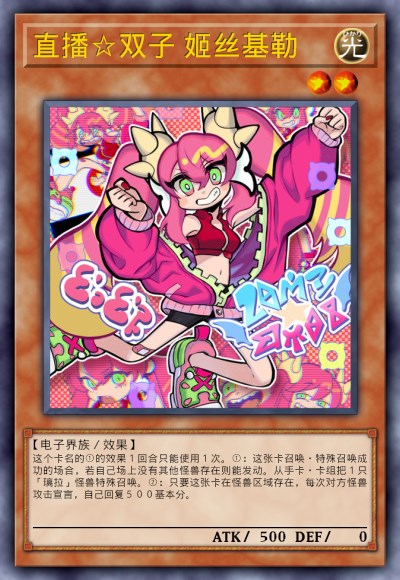 直播☆双子 姬丝基勒
ひかり
光
【电子界族／效果】
这个卡名的①的效果1回合只能使用1次。①：这张卡召唤·特殊召唤成
功的场合，若自己场上没有其他怪兽存在则能发动。从手卡·卡组把1只
「璃拉」怪兽特殊召唤。②：只要这张卡在怪兽区域存在，每次对方怪兽
攻击宣言，自己回复500基本分。
ATK/ 500 DEF/ 0